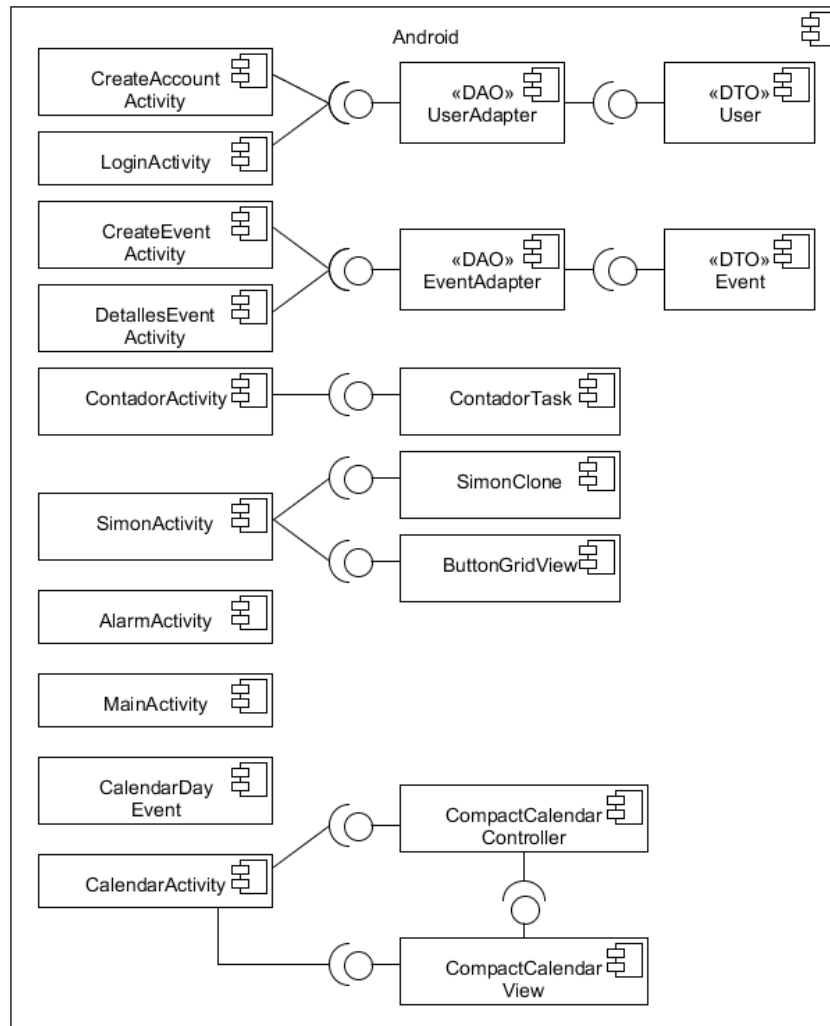 Android
CreateAccount
Activity
«DAO»
UserAdapter
«DTO»
User
LoginActivity
CreateEvent
Activity
«DAO»
EventAdapter
«DTO»
Event
DetallesEvent
Activity
ContadorActivity
ContadorTask
SimonClone
SimonActivity
ButtonGridView
AlarmActivity
MainActivity
CalendarDay
Event
CompactCalendar
Controller
CalendarActivity
CompactCalendar
View